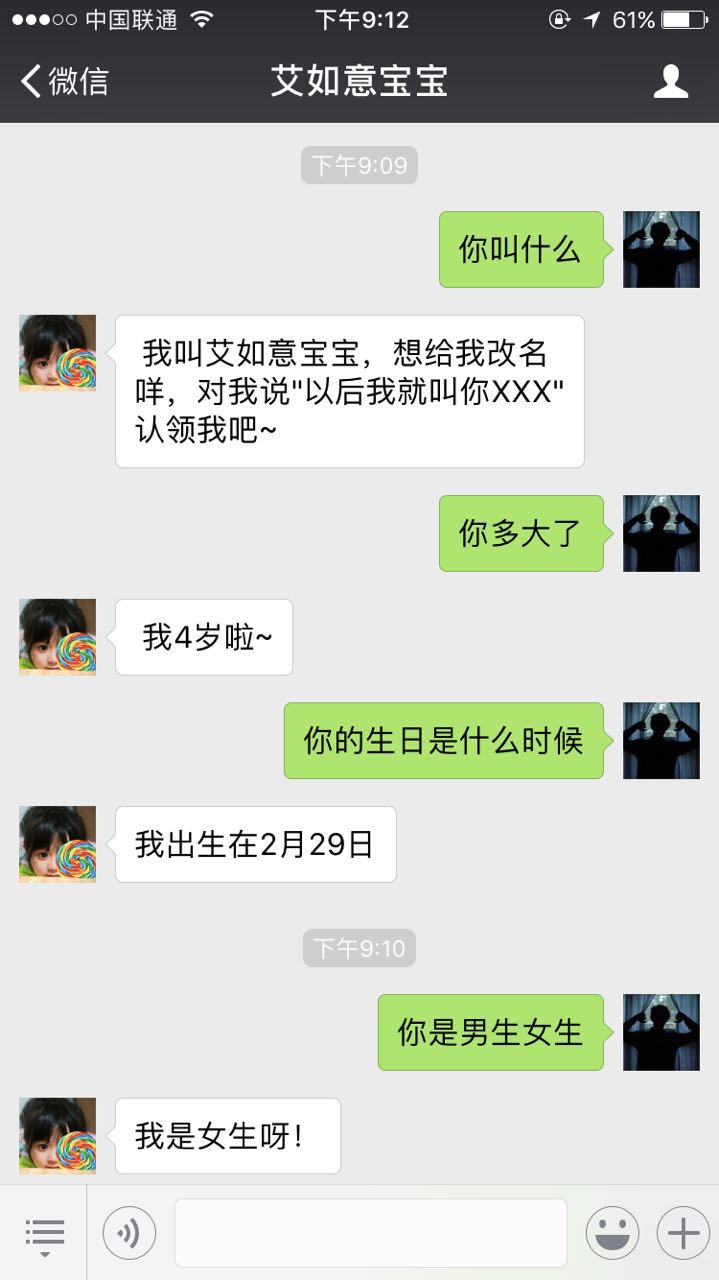 中国联通 下午9:12 61%
微信 艾如意宝宝
下午9:09
你叫什么
我叫艾如意宝宝，想给我改名
咩，对我说"以后我就叫你XXX"
认领我吧~
你多大了
我4岁啦~
你的生日是什么时候
我出生在2月29日
下午9:10
你是男生女生
我是女生呀！